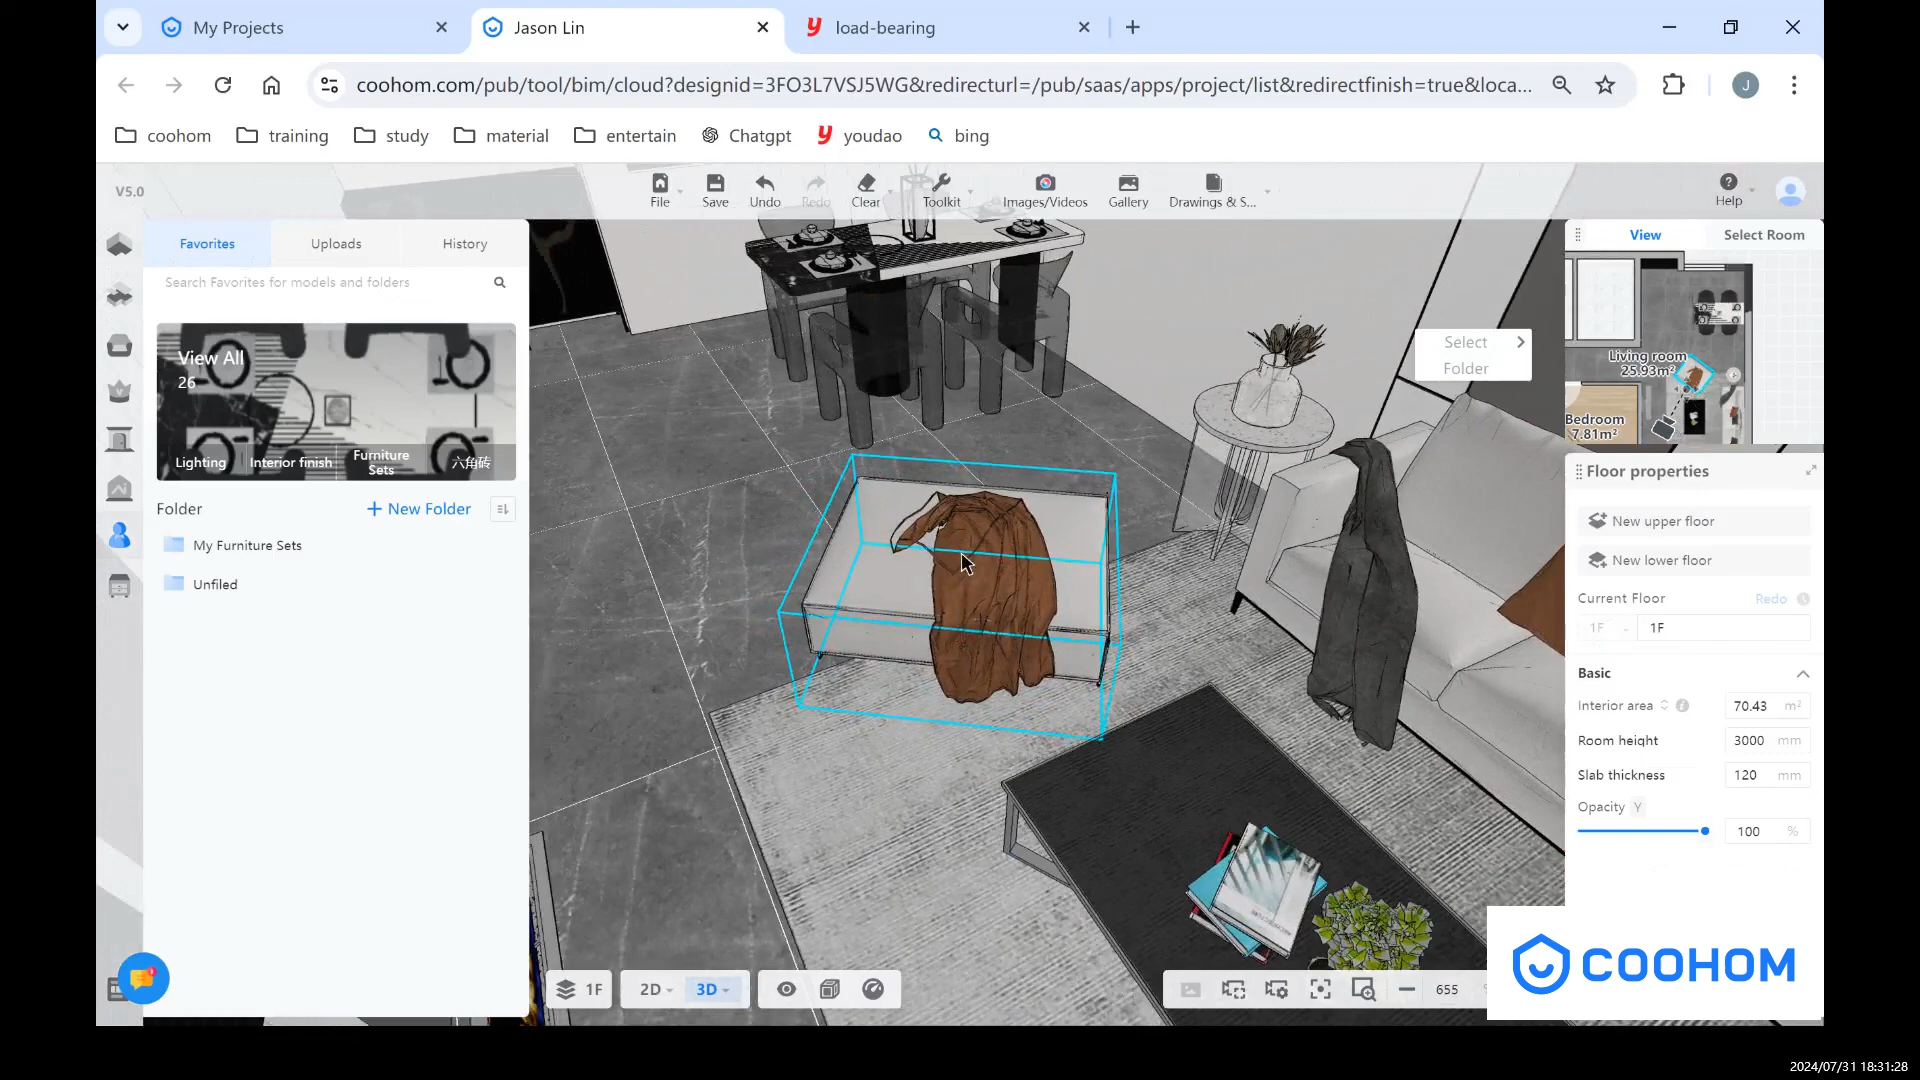 My Projects
Jason Lin
load-bearing
coohom.com/pub/tool/bim/cloud?designid=3FO3L7VSJ5WG&redirecturl=/pub/saas/apps/project/list&redirectfinish=true&loca...
J
coohom
training
study
material
entertain
Chatgpt
youdao
bing
V5.0
File
Save
Undo
Redo
Clear
Toolkit
Images/Videos
Gallery
Drawings & S...
Help
Favorites
Uploads
History
Search Favorites for models and folders
View All
26
Lighting
Interior finish
Furniture
Sets
六角砖
Folder
+ New Folder
My Furniture Sets
Unfiled
Select
Folder
View
Select Room
Living room
25.93m²
Bedroom
7.81m²
Floor properties
New upper floor
New lower floor
Current Floor
Redo
1F
1F
Basic
Interior area
70.43 m²
Room height
3000 mm
Slab thickness
120 mm
Opacity Y
100 %
1F
2D
3D
655
COOHOM
2024/07/31 18:31:28